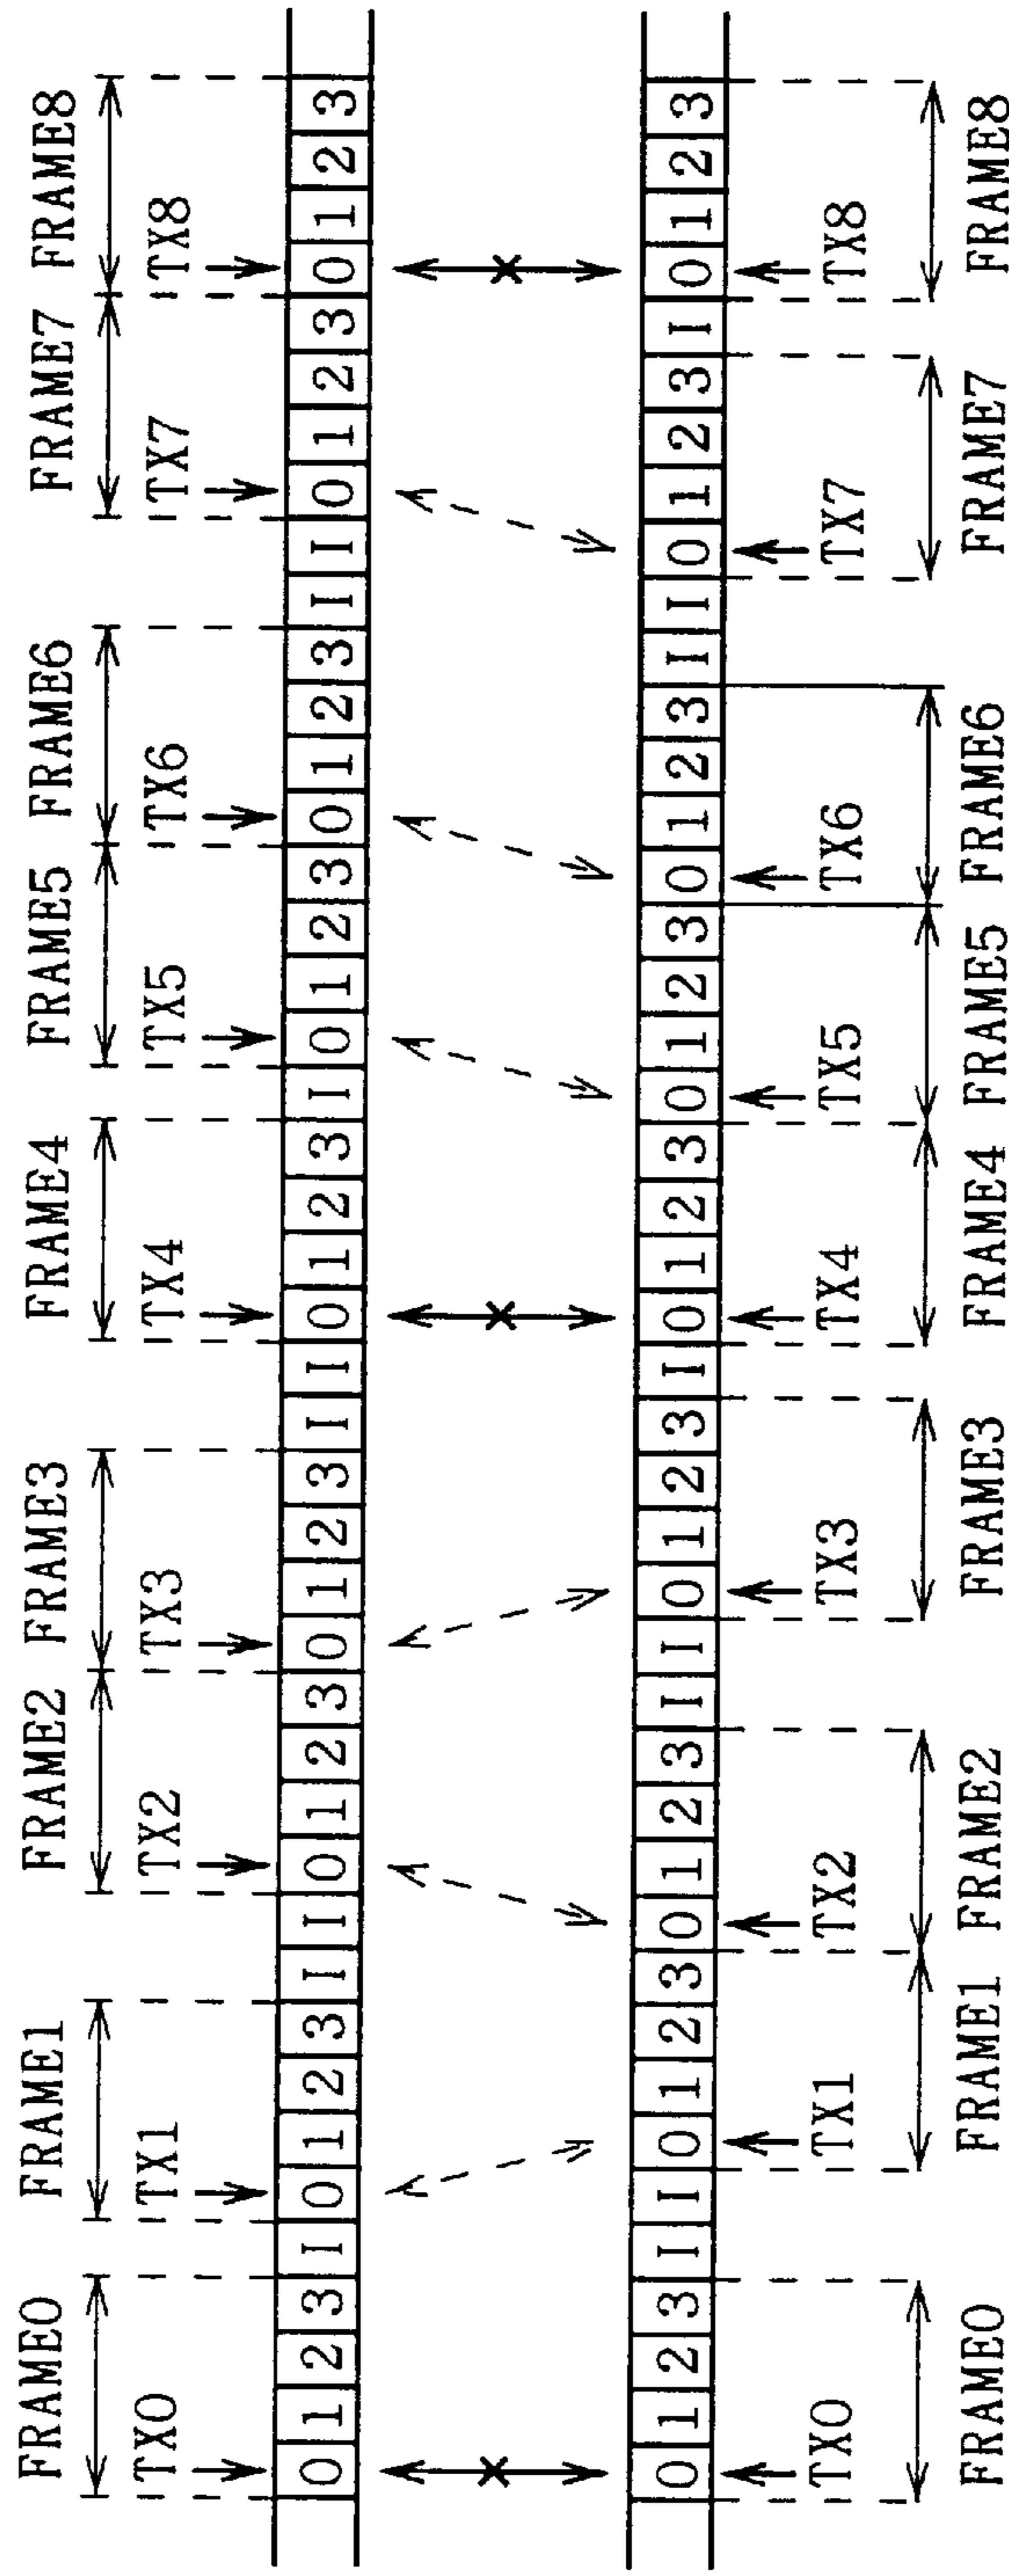 FRAME0 FRAME1 FRAME2 FRAME3 FRAME4 FRAME5 FRAME6 FRAME7 FRAME8
TX0 TX1 TX2 TX3 TX4 TX5 TX6 TX7 TX8
0 1 2 3 I 0 1 2 3 I I 0 1 2 3 0 1 2 3 I I 0 1 2 3 I 0 1 2 3 0 1 2 3 I I 0 1 2 3 0 1 2 3
0 1 2 3 I I 0 1 2 3 0 1 2 3 I I 0 1 2 3 I 0 1 2 3 0 1 2 3 0 1 2 3 I I 0 1 2 3 I 0 1 2 3
TX0 TX1 TX2 TX3 TX4 TX5 TX6 TX7 TX8
FRAME0 FRAME1 FRAME2 FRAME3 FRAME4 FRAME5 FRAME6 FRAME7 FRAME8